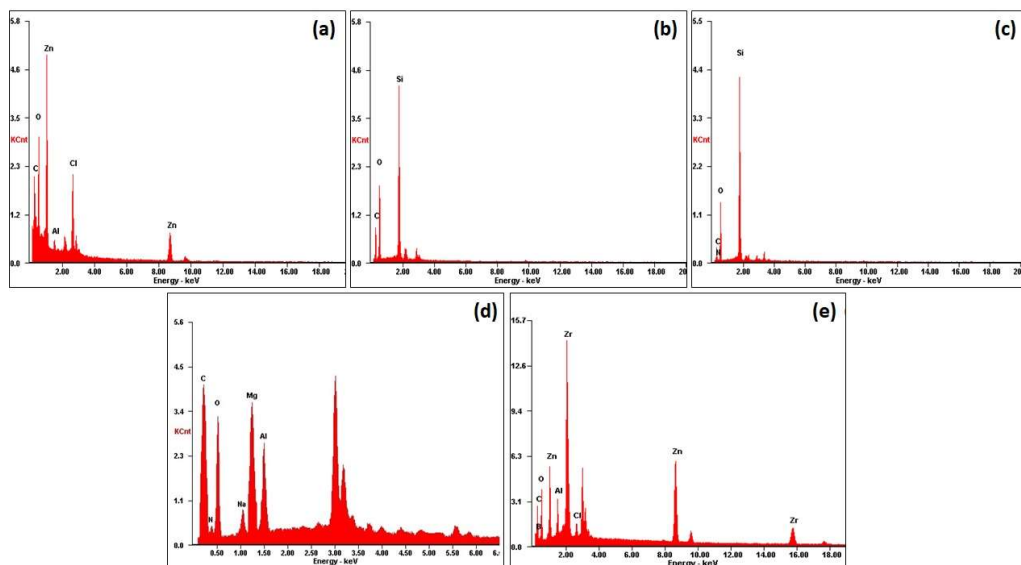 (a)
5.8
4.6
3.5
KCnt
2.3
1.2
0.0
Zn
O
C
Al
Cl
Zn
2.00 4.00 6.00 8.00 10.00 12.00 14.00 16.00 18.00 20
Energy - keV
(b)
5.8
4.6
3.5
KCnt
2.3
1.2
0.0
Si
O
C
2.00 4.00 6.00 8.00 10.00 12.00 14.00 16.00 18.00 20
Energy - keV
(c)
5.5
4.4
3.3
KCnt
2.2
1.1
0.0
Si
O
C
N
2.00 4.00 6.00 8.00 10.00 12.00 14.00 16.00 18.00 20
Energy - keV
(d)
5.6
4.5
3.4
KCnt
2.3
1.1
0.0
C
O
N
Na
Mg
Al
0.50 1.00 1.50 2.00 2.50 3.00 3.50 4.00 4.50 5.00 5.50 6.00
Energy - keV
(e)
15.7
12.6
9.4
KCnt
6.3
3.1
0.0
Zr
Zn
O
C
B
Al
Cl
Zn
Zr
2.00 4.00 6.00 8.00 10.00 12.00 14.00 16.00 18.00
Energy - keV